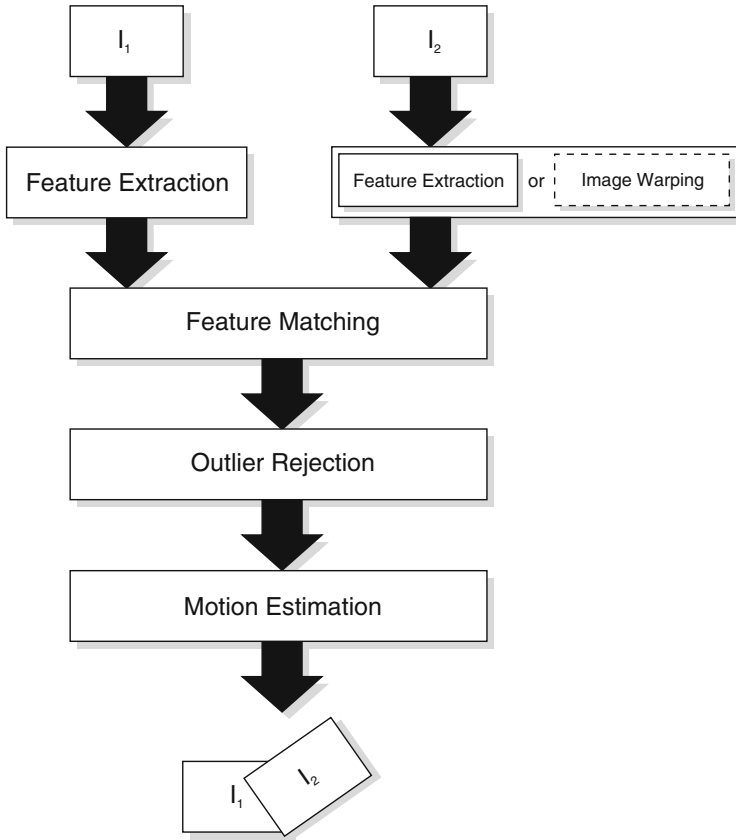 I₁
I₂
Feature Extraction
Feature Extraction or Image Warping
Feature Matching
Outlier Rejection
Motion Estimation
I₁
I₂